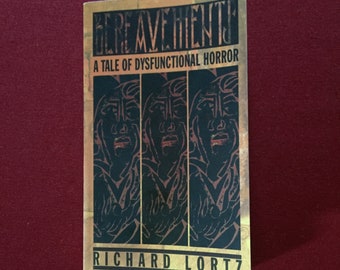 BEREAVEMENTS
A TALE OF DYSFUNCTIONAL HORROR
RICHARD LORTZ